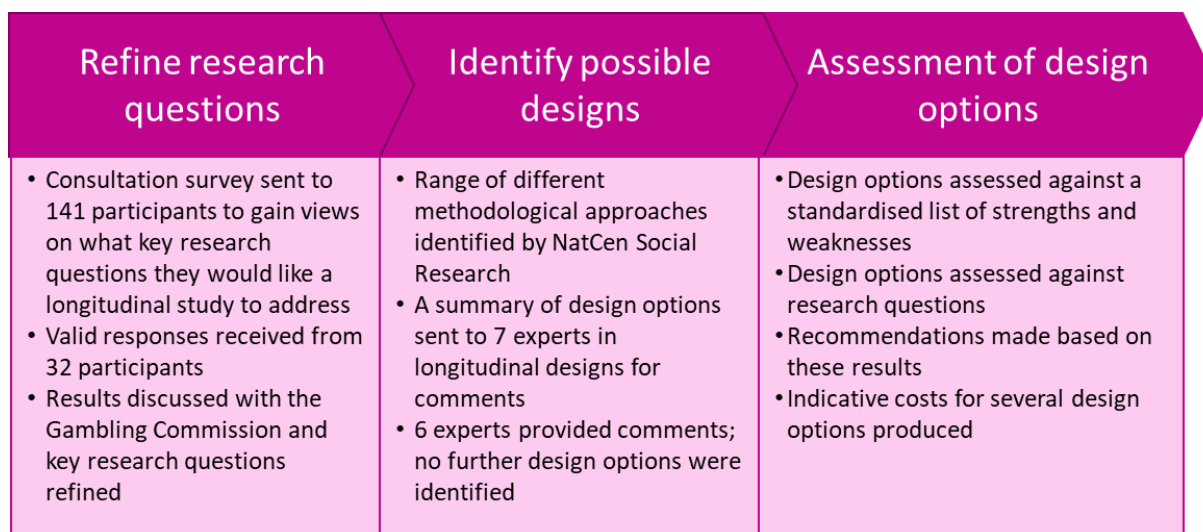 Refine research
questions
• Consultation survey sent to
141 participants to gain views
on what key research
questions they would like a
longitudinal study to address
• Valid responses received from
32 participants
• Results discussed with the
Gambling Commission and
key research questions
refined
Identify possible
designs
• Range of different
methodological approaches
identified by NatCen Social
Research
• A summary of design options
sent to 7 experts in
longitudinal designs for
comments
• 6 experts provided comments;
no further design options were
identified
Assessment of design
options
• Design options assessed against a
standardised list of strengths and
weaknesses
• Design options assessed against
research questions
• Recommendations made based on
these results
• Indicative costs for several design
options produced